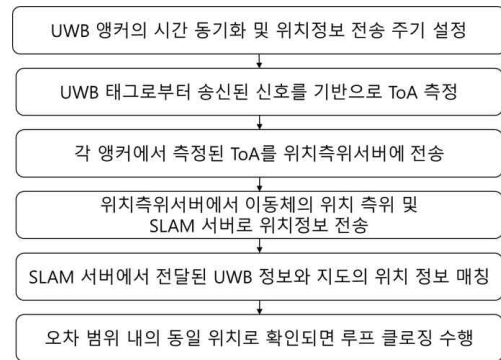 UWB 앵커의 시간 동기화 및 위치정보 전송 주기 설정
UWB 태그로부터 송신된 신호를 기반으로 ToA 측정
각 앵커에서 측정된 ToA를 위치측위서버에 전송
위치측위서버에서 이동체의 위치 측위 및
SLAM 서버로 위치정보 전송
SLAM 서버에서 전달된 UWB 정보와 지도의 위치 정보 매칭
오차 범위 내의 동일 위치로 확인되면 루프 클로징 수행